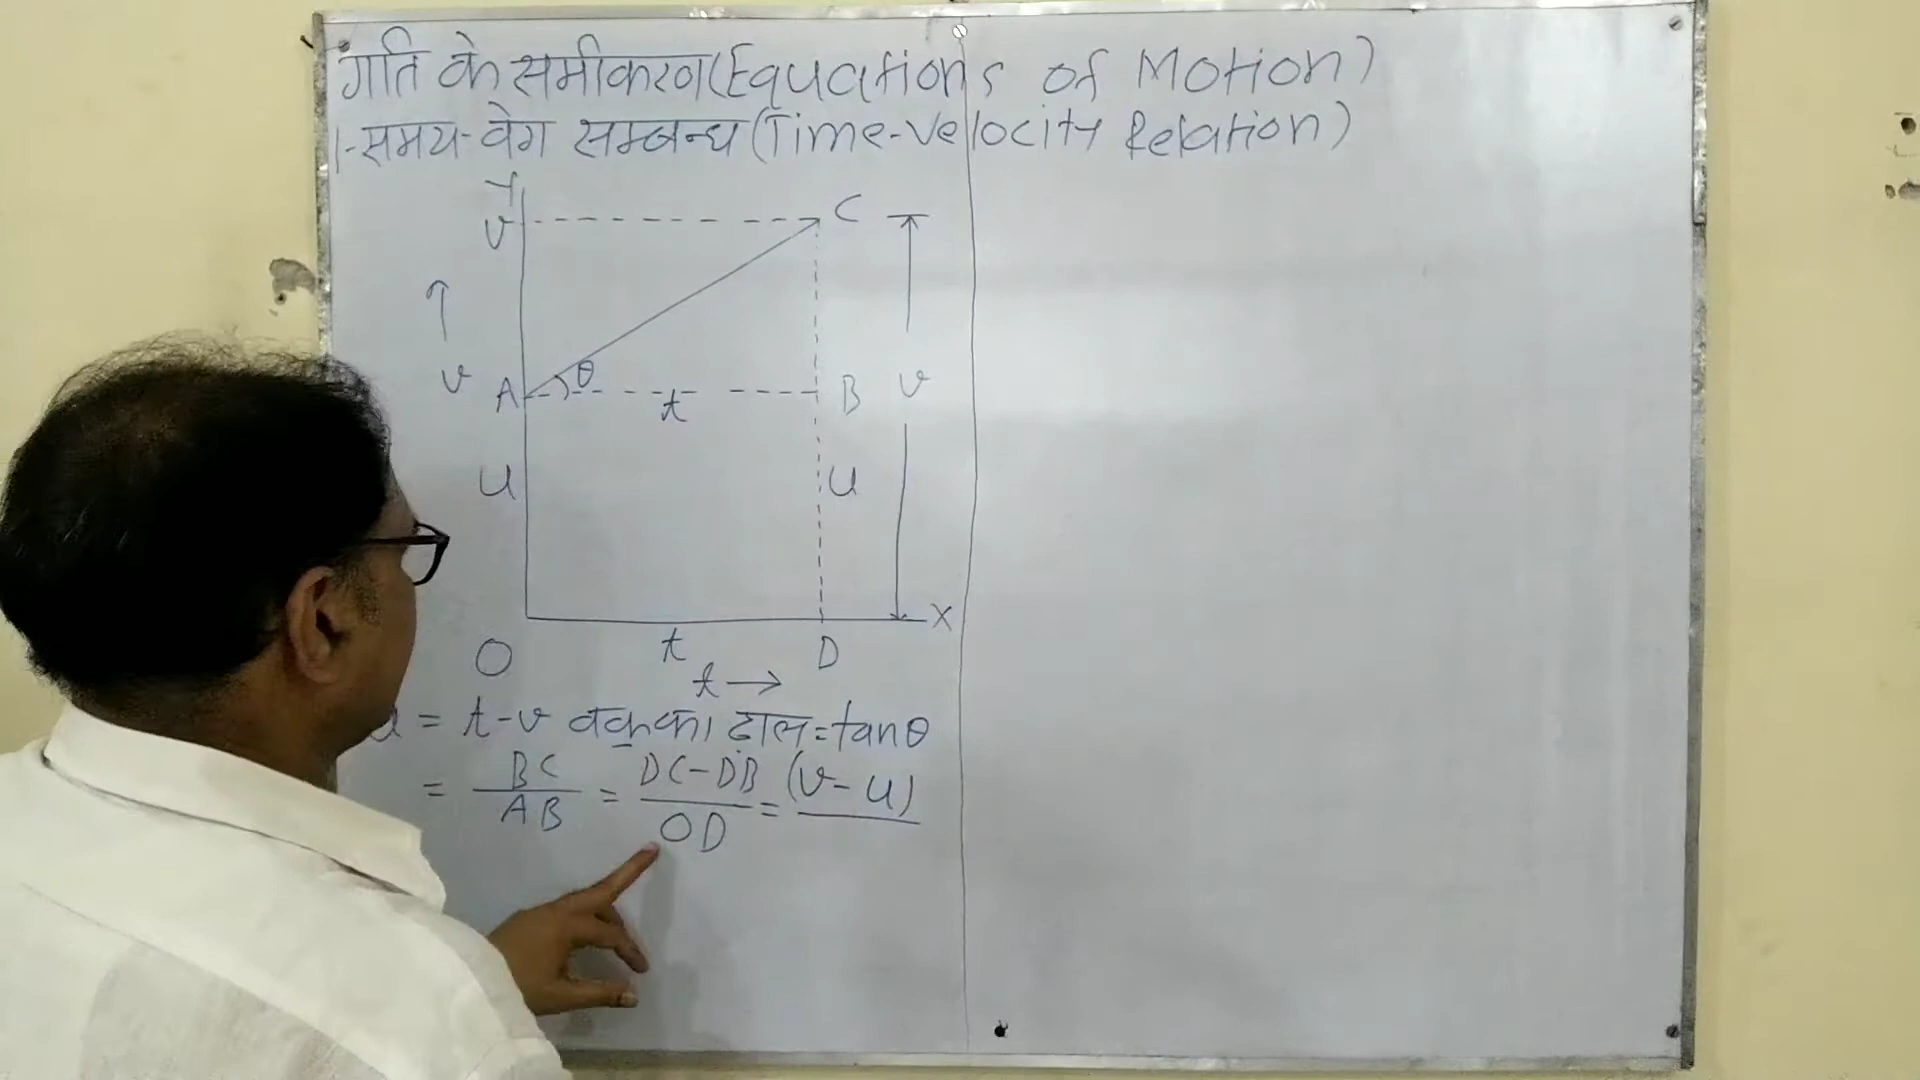 गति के समीकरण(Equations of Motion)
1-समय-वेग सम्बन्ध(Time-Velocity Relation)
Y
v
C
↑
v
A
θ
t
B
v
u
u
X
O
t
D
t→
= t-v वक्र का ढाल=tanθ
= BC/AB = DC-DB/OD = (v-u)